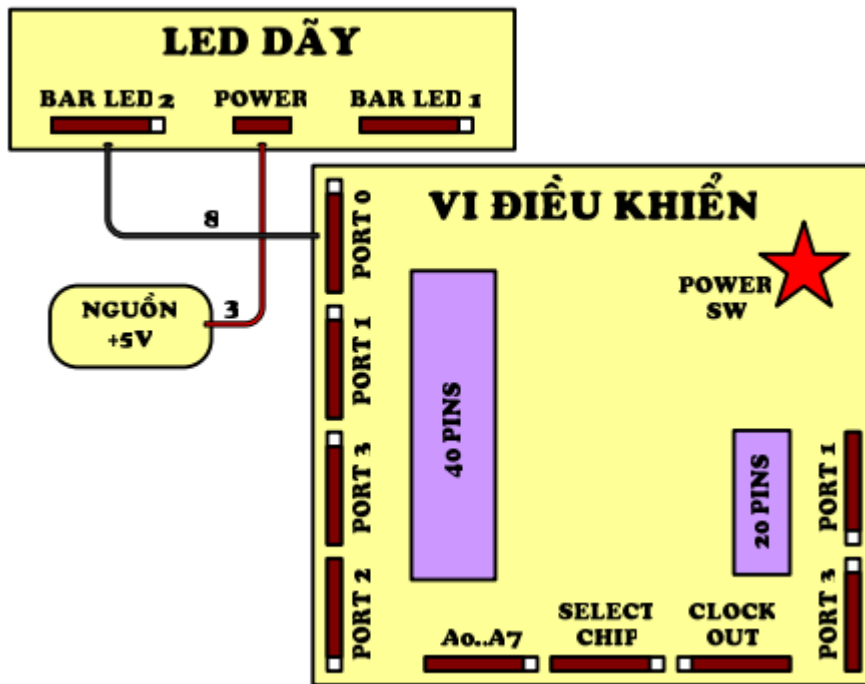 LED DÃY
BAR LED 2 POWER BAR LED 1
8
3
NGUỒN
+5V
VI ĐIỀU KHIỂN
POWER
SW
PORT 0
PORT 1
PORT 3
PORT 2
40 PINS
20 PINS
PORT 1
PORT 3
A0..A7
SELECT
CHIP
CLOCK
OUT